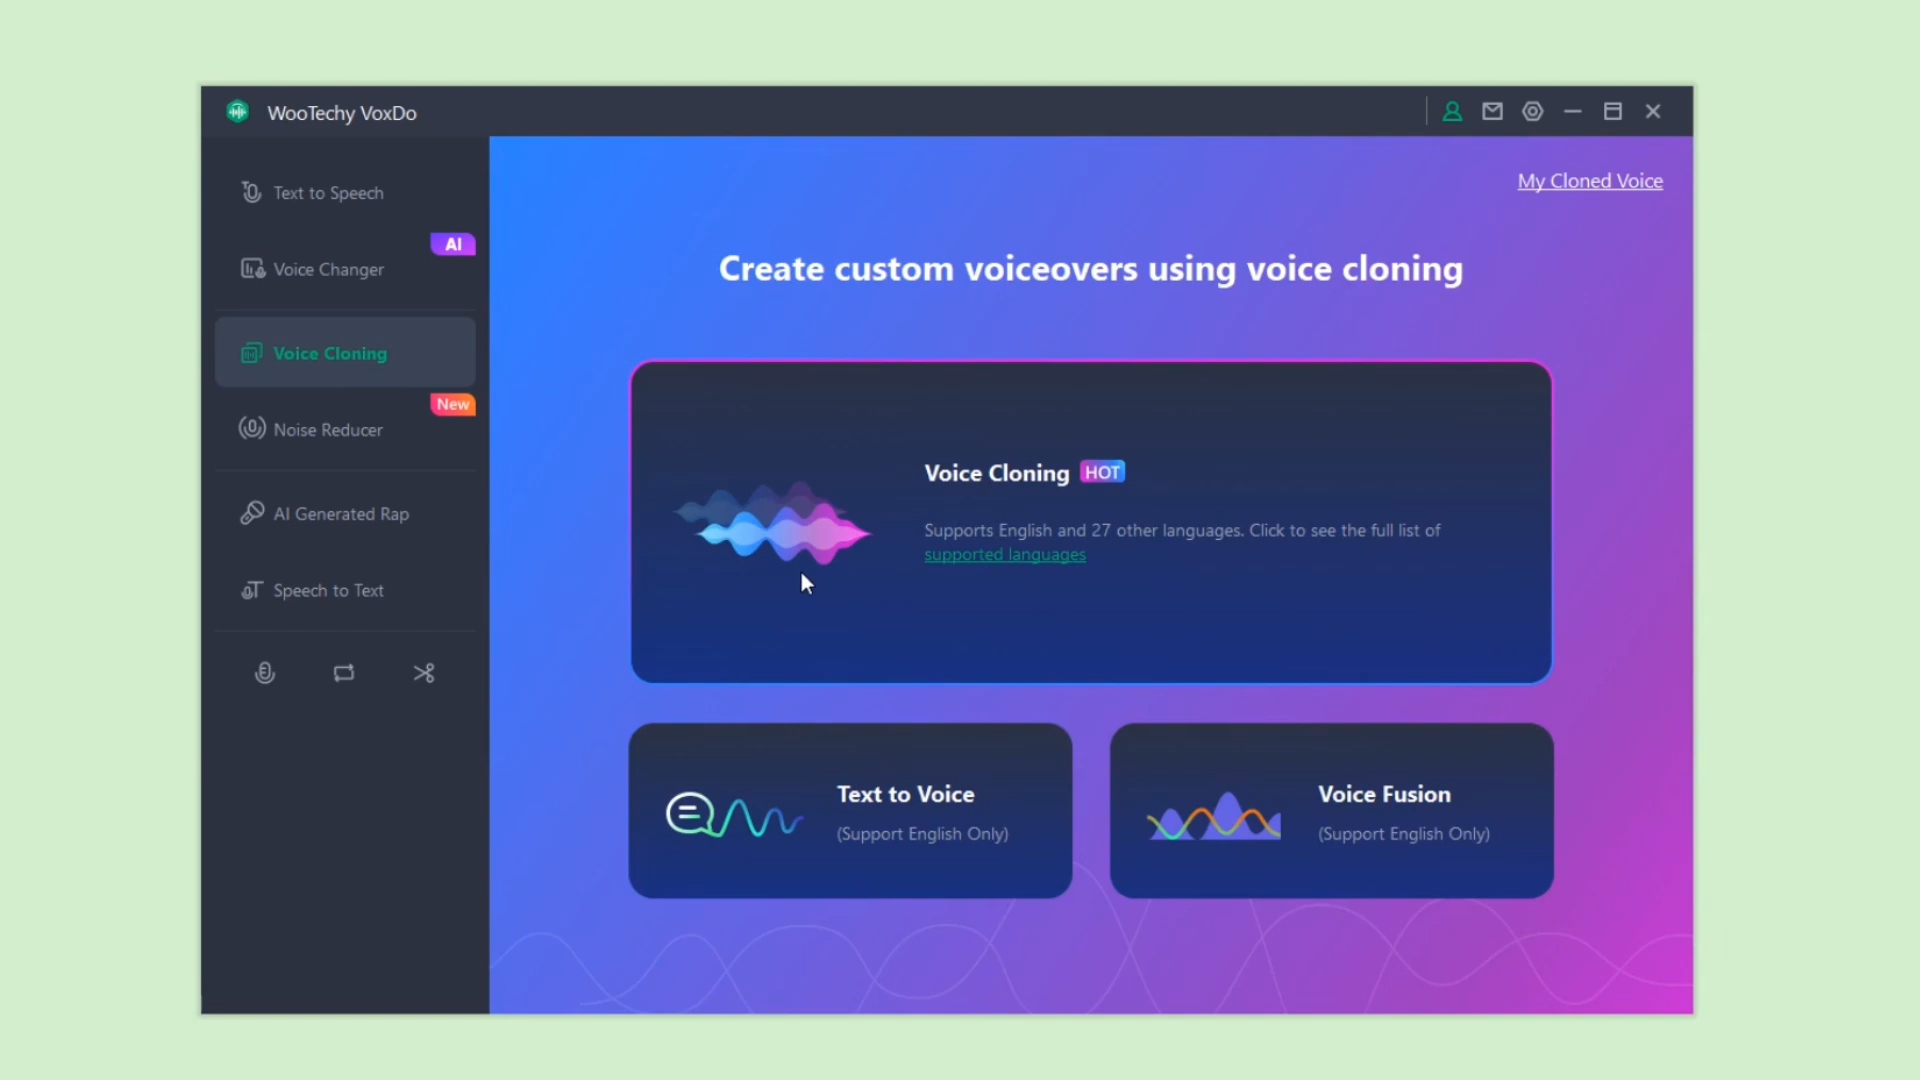 WooTechy VoxDo
Text to Speech
AI
Voice Changer
Voice Cloning
New
Noise Reducer
AI Generated Rap
Speech to Text
My Cloned Voice
Create custom voiceovers using voice cloning
Voice Cloning HOT
Supports English and 27 other languages. Click to see the full list of
supported languages
Text to Voice
(Support English Only)
Voice Fusion
(Support English Only)